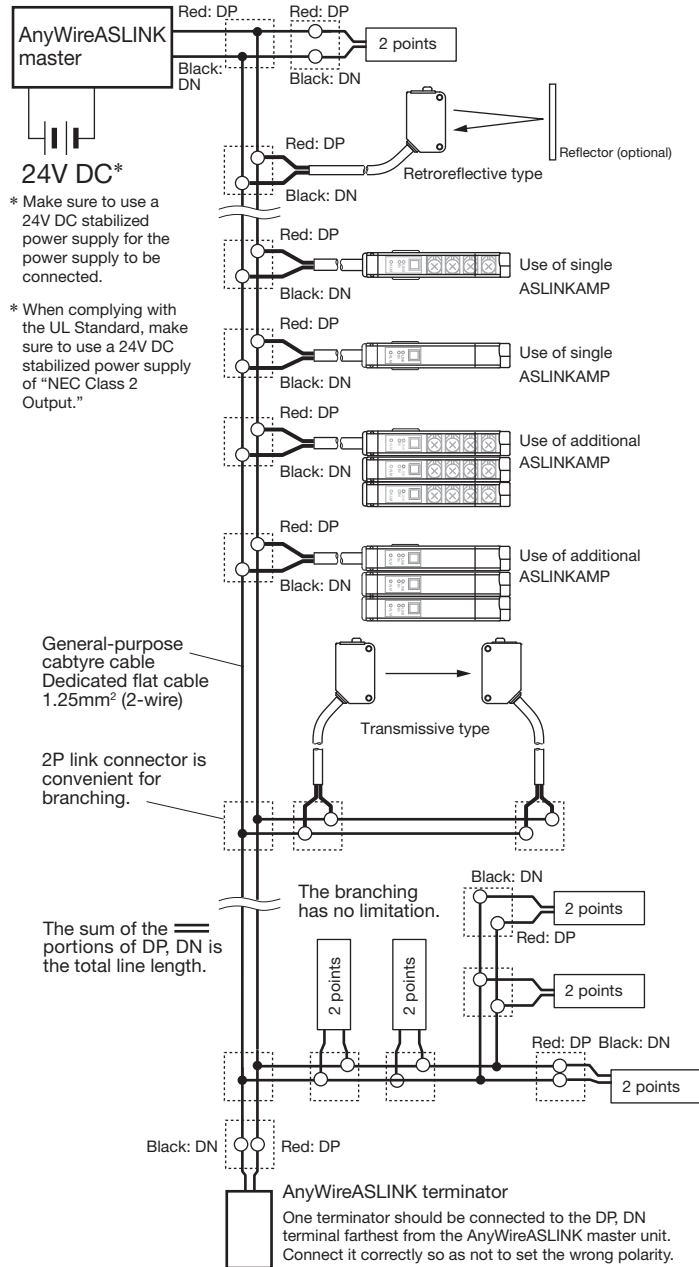 Red: DP
Red: DP
AnyWireASLINK
master
2 points
Black:
DN
Black: DN
24V DC*
* Make sure to use a
24V DC stabilized
power supply for the
power supply to be
connected.
* When complying with
the UL Standard, make
sure to use a 24V DC
stabilized power supply
of “NEC Class 2
Output.”
Red: DP
Reflector (optional)
Retroreflective type
Black: DN
Red: DP
Use of single
ASLINKAMP
Black: DN
Red: DP
Use of single
ASLINKAMP
Black: DN
Red: DP
Use of additional
ASLINKAMP
Black: DN
Red: DP
Use of additional
ASLINKAMP
Black: DN
General-purpose
cabtyre cable
Dedicated flat cable
1.25mm² (2-wire)
Transmissive type
2P link connector is
convenient for
branching.
The branching
has no limitation.
Black: DN
2 points
Red: DP
The sum of the
portions of DP, DN is
the total line length.
2 points
2 points
2 points
Red: DP Black: DN
2 points
Black: DN
Red: DP
AnyWireASLINK terminator
One terminator should be connected to the DP, DN
terminal farthest from the AnyWireASLINK master unit.
Connect it correctly so as not to set the wrong polarity.